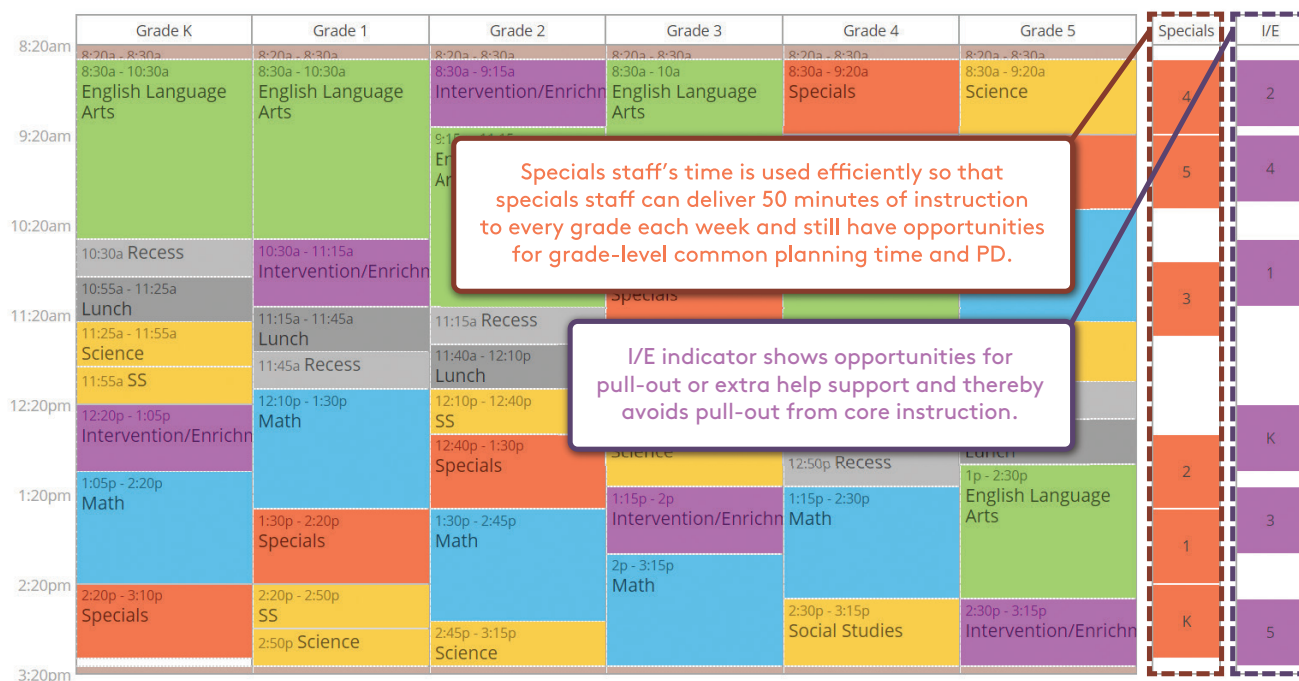 Grade K
Grade 1
Grade 2
Grade 3
Grade 4
Grade 5
Specials
I/E
8:20am
9:20am
10:20am
11:20am
12:20pm
1:20pm
2:20pm
3:20pm
8:20a - 8:30a
8:30a - 10:30a
English Language
Arts
10:30a Recess
10:55a - 11:25a
Lunch
11:25a - 11:55a
Science
11:55a SS
12:20p - 1:05p
Intervention/Enrichn
1:05p - 2:20p
Math
2:20p - 3:10p
Specials
8:20a - 8:30a
8:30a - 10:30a
English Language
Arts
10:30a - 11:15a
Intervention/Enrichn
11:15a - 11:45a
Lunch
11:45a Recess
12:10p - 1:30p
Math
1:30p - 2:20p
Specials
2:20p - 2:50p
SS
2:50p Science
8:20a - 8:30a
8:30a - 9:15a
Intervention/Enrichn
11:15a Recess
11:40a - 12:10p
Lunch
12:10p - 12:40p
SS
12:40p - 1:30p
Specials
1:30p - 2:45p
Math
2:45p - 3:15p
Science
8:20a - 8:30a
8:30a - 10a
English Language
Arts
Specials
Science
1:15p - 2p
Intervention/Enrichn
2p - 3:15p
Math
8:20a - 8:30a
8:30a - 9:20a
Specials
12:50p Recess
1:15p - 2:30p
Math
2:30p - 3:15p
Social Studies
8:20a - 8:30a
8:30a - 9:20a
Science
Lunch
1p - 2:30p
English Language
Arts
2:30p - 3:15p
Intervention/Enrichn
4
5
3
2
1
K
2
4
1
K
3
5
Specials staff's time is used efficiently so that
specials staff can deliver 50 minutes of instruction
to every grade each week and still have opportunities
for grade-level common planning time and PD.
I/E indicator shows opportunities for
pull-out or extra help support and thereby
avoids pull-out from core instruction.